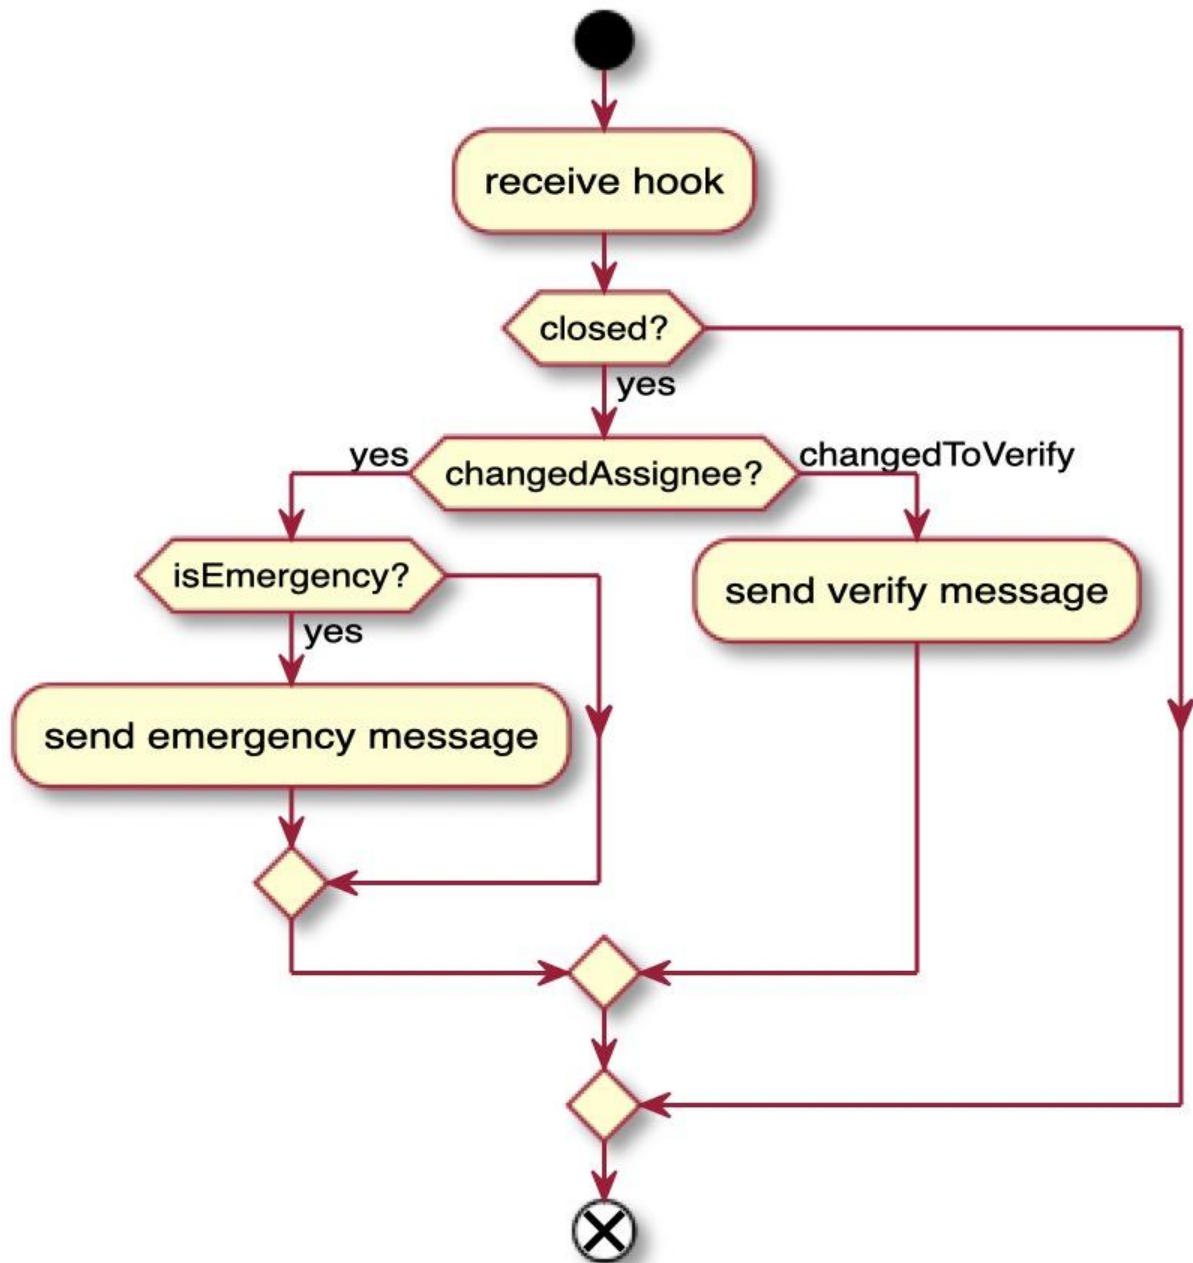 receive hook
closed?
yes
yes
changedAssignee?
changedToVerify
isEmergency?
send verify message
yes
send emergency message